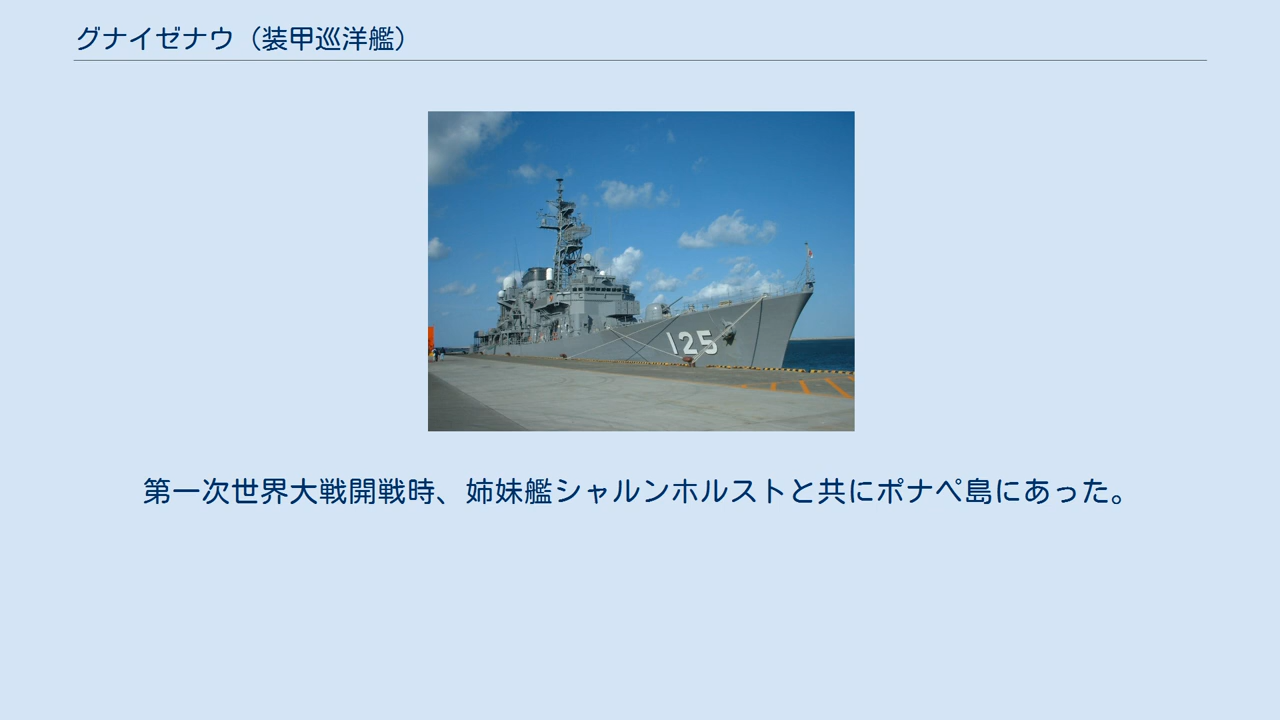 グナイゼナウ（装甲巡洋艦）
125
第一次世界大戦開戦時、姉妹艦シャルンホルストと共にポナペ島にあった。